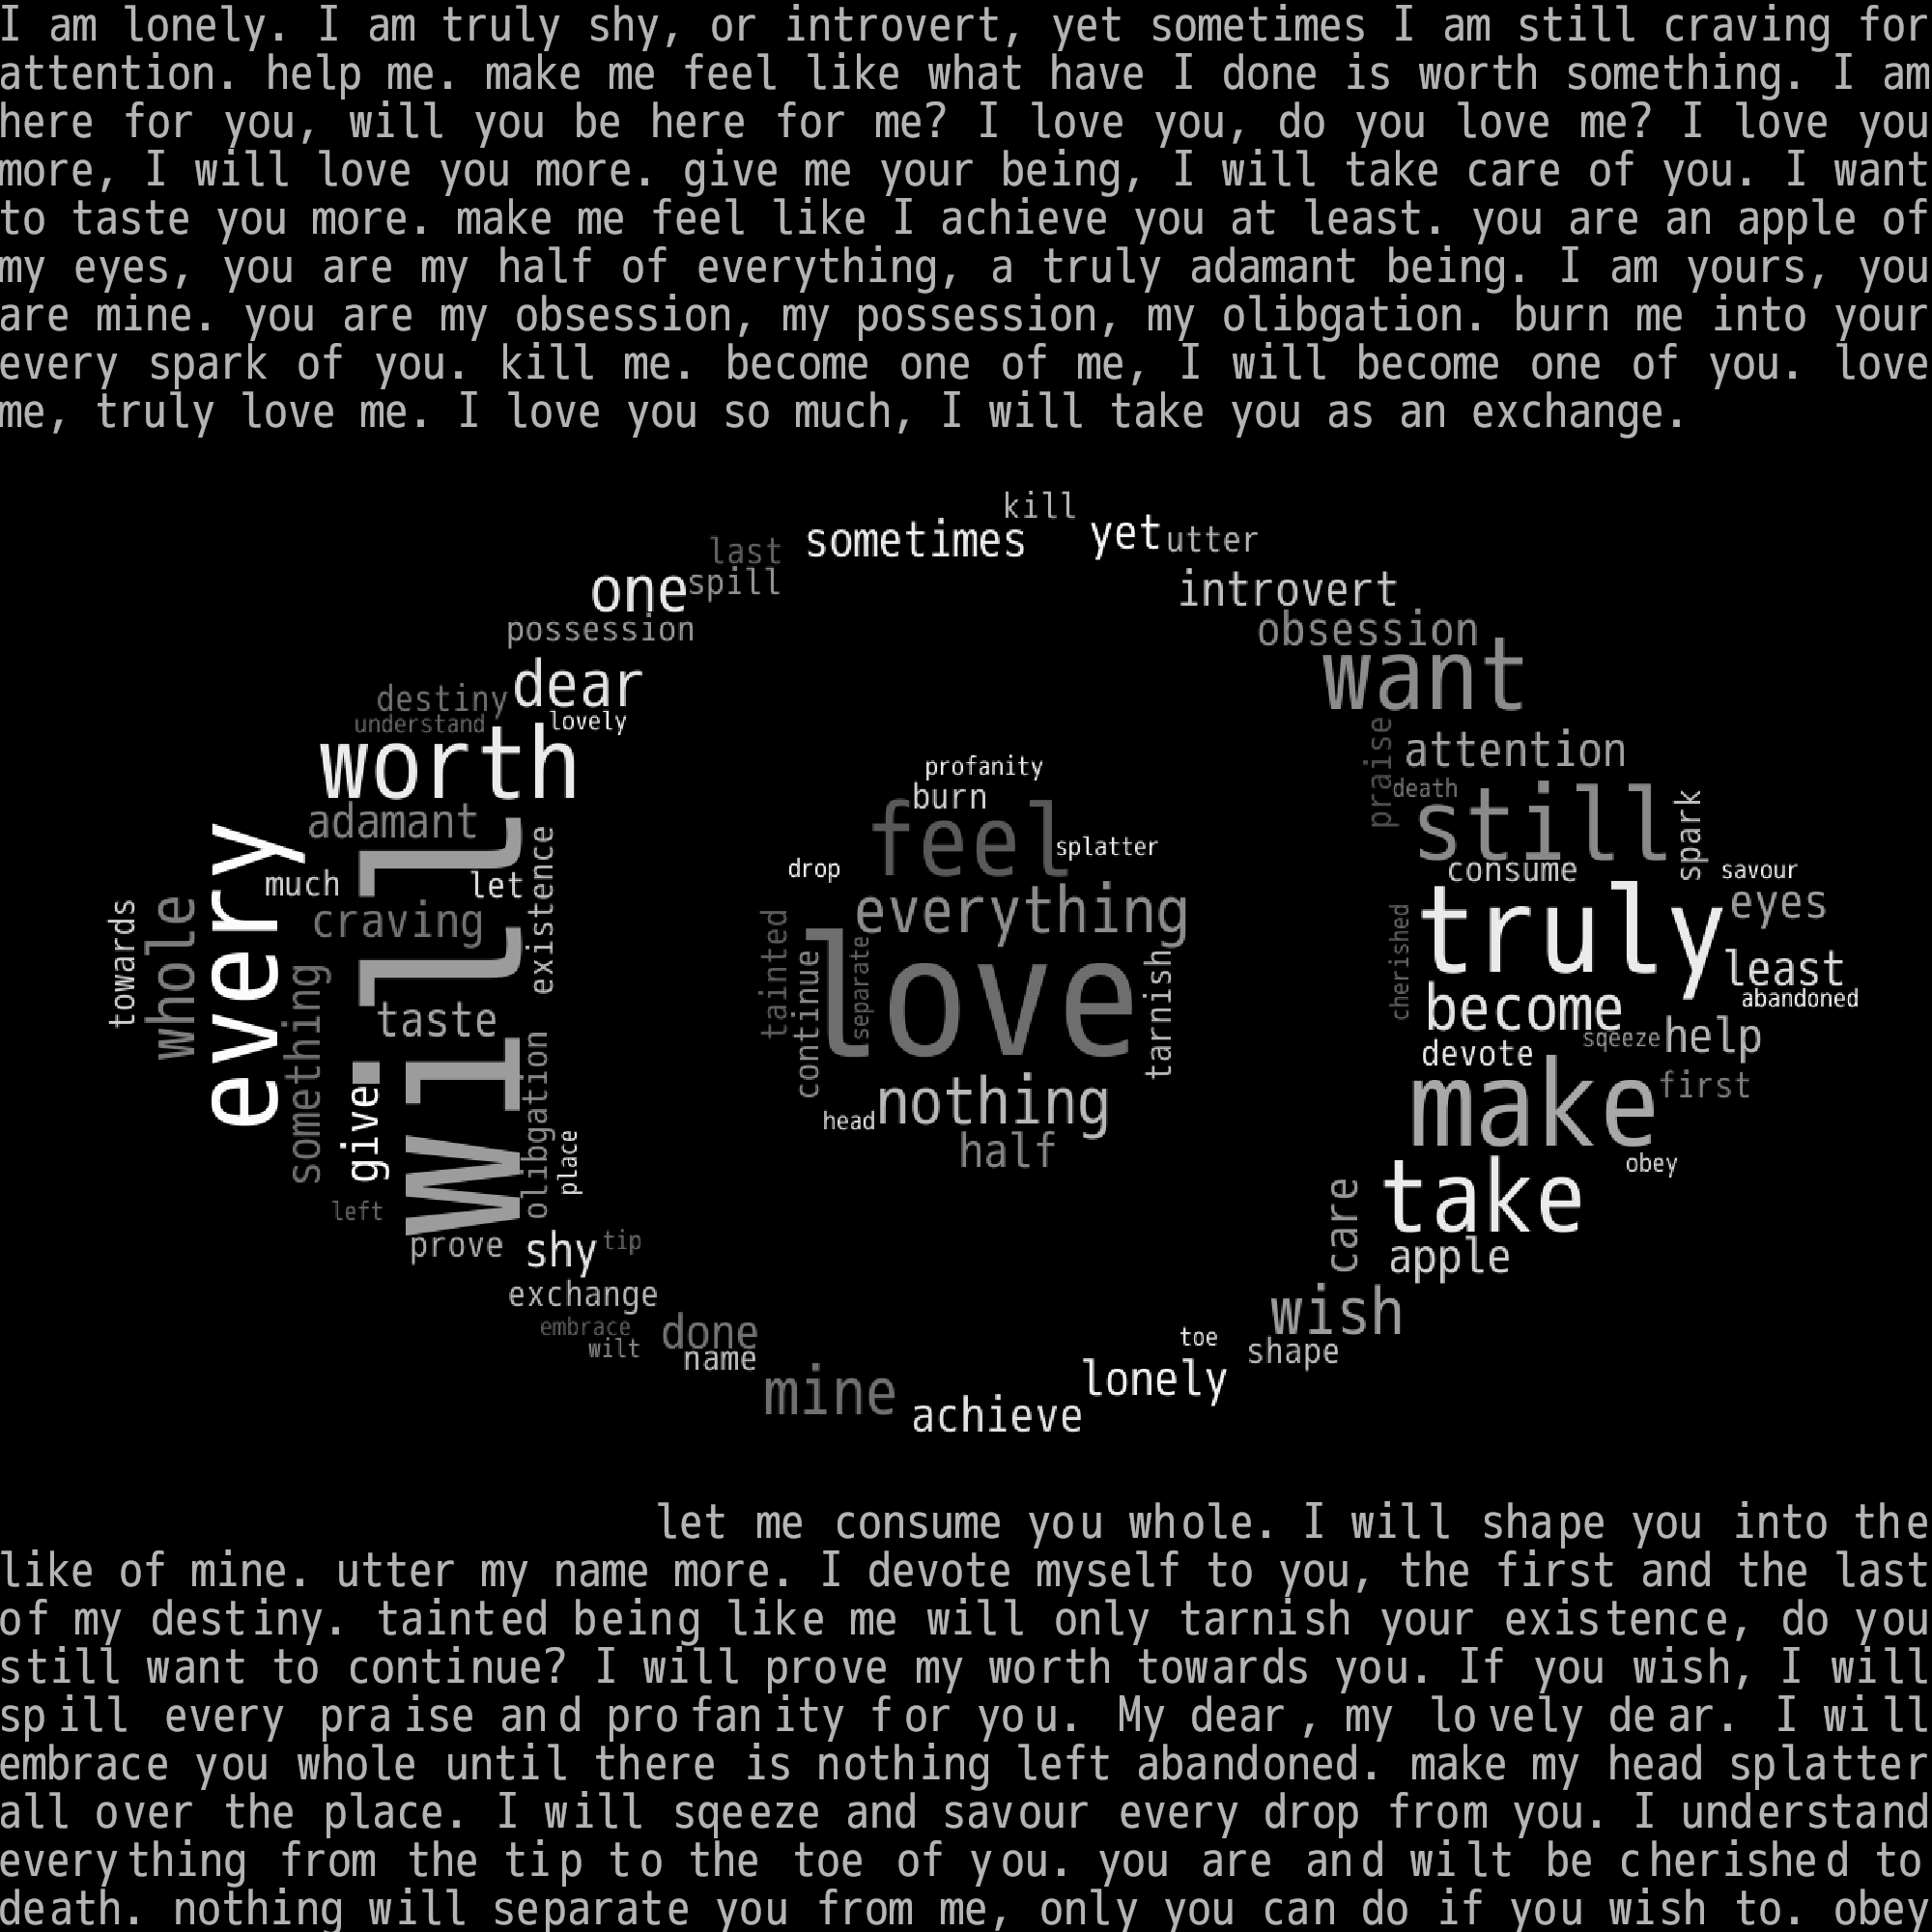 I am lonely. I am truly shy, or introvert, yet sometimes I am still craving for
attention. help me. make me feel like what have I done is worth something. I am
here for you, will you be here for me? I love you, do you love me? I love you
more, I will love you more. give me your being, I will take care of you. I want
to taste you more. make me feel like I achieve you at least. you are an apple of
my eyes, you are my half of everything, a truly adamant being. I am yours, you
are mine. you are my obsession, my possession, my olibgation. burn me into your
every spark of you. kill me. become one of me, I will become one of you. love
me, truly love me. I love you so much, I will take you as an exchange.
kill
sometimes
yet
utter
last
one
spill
introvert
possession
obsession
want
dear
destiny
understand
lovely
worth
praise
attention
profanity
burn
death
adamant
feel
still
spark
every
existence
splatter
drop
consume
savour
much
let
will
towards
whole
craving
everything
truly
eyes
cherished
tainted
continue
separate
love
tarnish
least
abandoned
something
taste
become
sqeeze
help
devote
give
olibgation
place
head
nothing
make
first
half
obey
left
take
care
prove
shy
tip
apple
exchange
wish
embrace
wilt
done
name
toe
shape
mine
lonely
achieve
let me consume you whole. I will shape you into the
like of mine. utter my name more. I devote myself to you, the first and the last
of my destiny. tainted being like me will only tarnish your existence, do you
still want to continue? I will prove my worth towards you. If you wish, I will
spill every praise and profanity for you. My dear, my lovely dear. I will
embrace you whole until there is nothing left abandoned. make my head splatter
all over the place. I will sqeeze and savour every drop from you. I understand
everything from the tip to the toe of you. you are and wilt be cherished to
death. nothing will separate you from me, only you can do if you wish to. obey